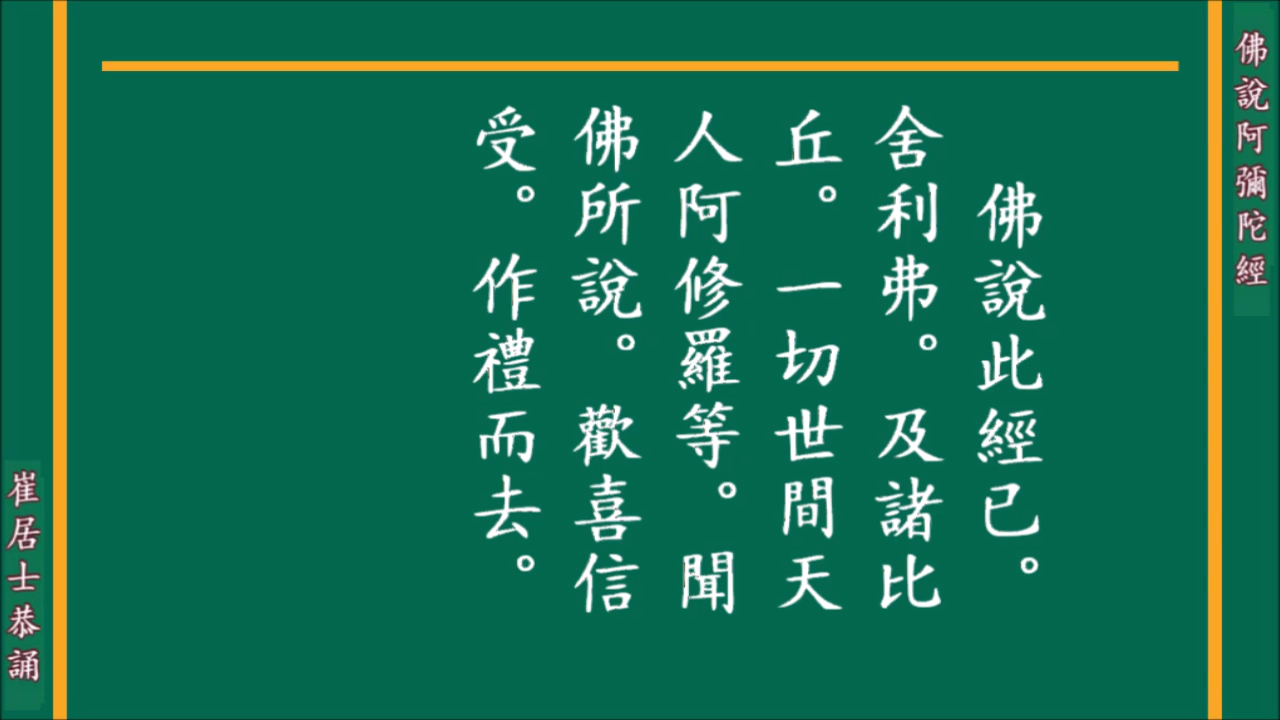 佛說阿彌陀經
佛說此經已。
舍利弗。及諸比
丘。一切世間天
人阿修羅等。聞
佛所說。歡喜信
受。作禮而去。
崔居士恭誦